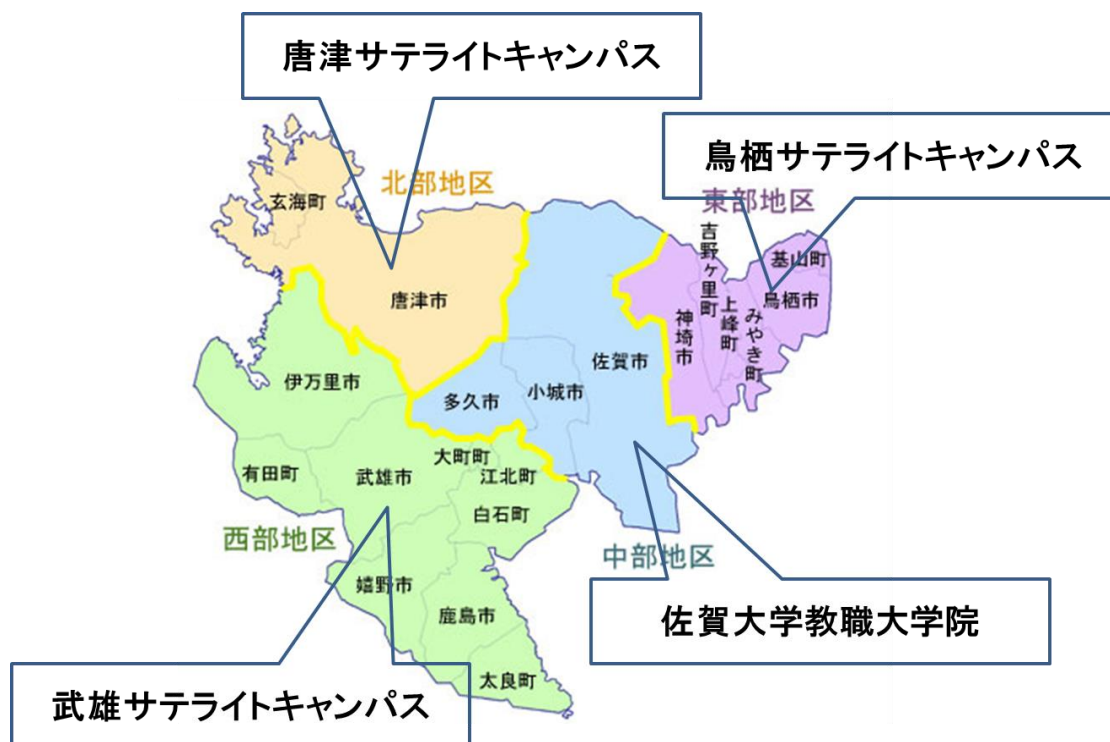 唐津サテライトキャンパス
鳥栖サテライトキャンパス
北部地区
東部地区
玄海町
唐津市
吉野ヶ里町
基山町
鳥栖市
上峰町
みやき町
神埼市
佐賀市
伊万里市
多久市
小城市
大町町
江北町
有田町
武雄市
白石町
西部地区
中部地区
嬉野市
鹿島市
太良町
佐賀大学教職大学院
武雄サテライトキャンパス